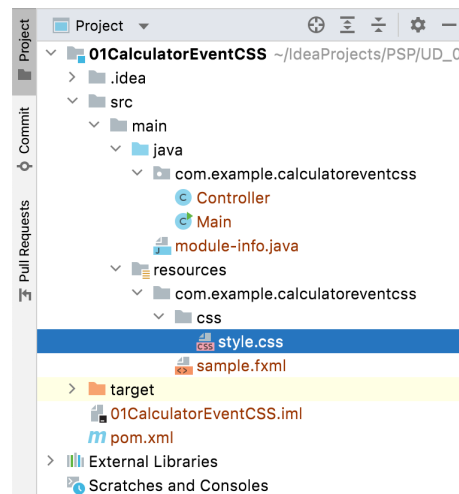 Project
01CalculatorEventCSS ~/IdeaProjects/PSP/UD_0
.idea
src
main
java
com.example.calculatoreventcss
Controller
Main
module-info.java
resources
com.example.calculatoreventcss
css
style.css
sample.fxml
target
01CalculatorEventCSS.iml
pom.xml
External Libraries
Scratches and Consoles
Project
Commit
Pull Requests